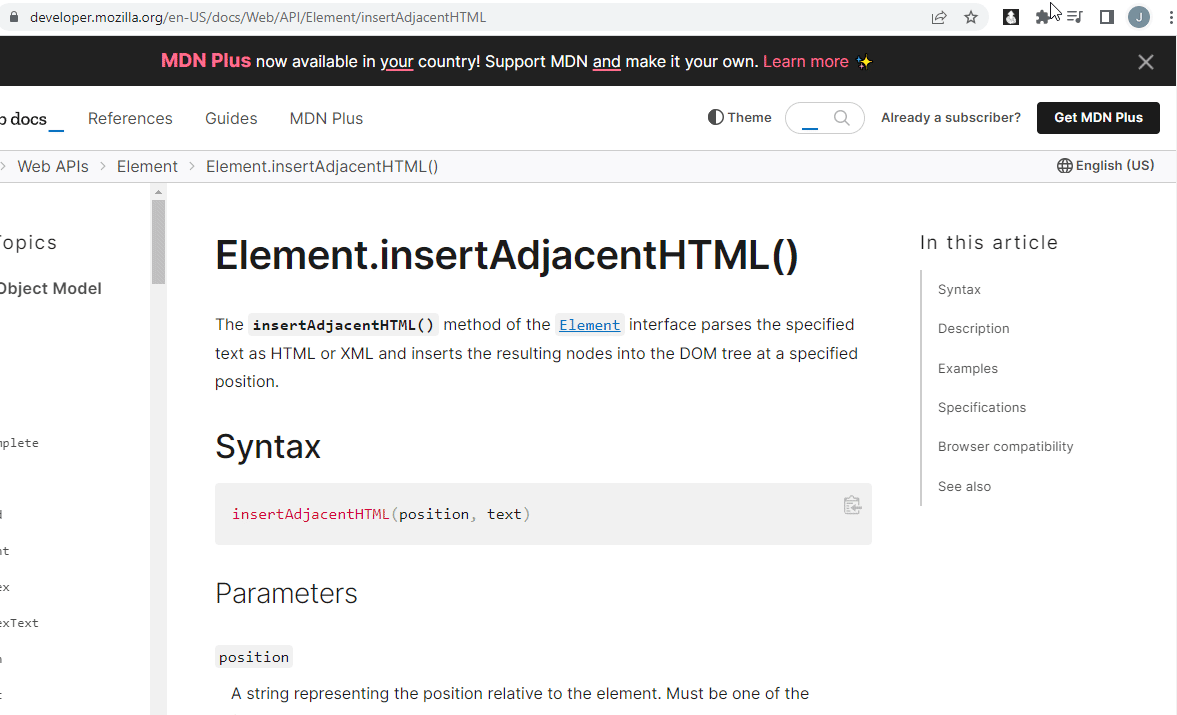 developer.mozilla.org/en-US/docs/Web/API/Element/insertAdjacentHTML
J
MDN Plus now available in your country! Support MDN and make it your own. Learn more ✨
docs_
References
Guides
MDN Plus
Theme
Already a subscriber?
Get MDN Plus
Web APIs > Element > Element.insertAdjacentHTML()
English (US)
Topics
Object Model
Element.insertAdjacentHTML()
The insertAdjacentHTML() method of the Element interface parses the specified
text as HTML or XML and inserts the resulting nodes into the DOM tree at a specified
position.
Syntax
insertAdjacentHTML(position, text)
Parameters
position
A string representing the position relative to the element. Must be one of the
In this article
Syntax
Description
Examples
Specifications
Browser compatibility
See also